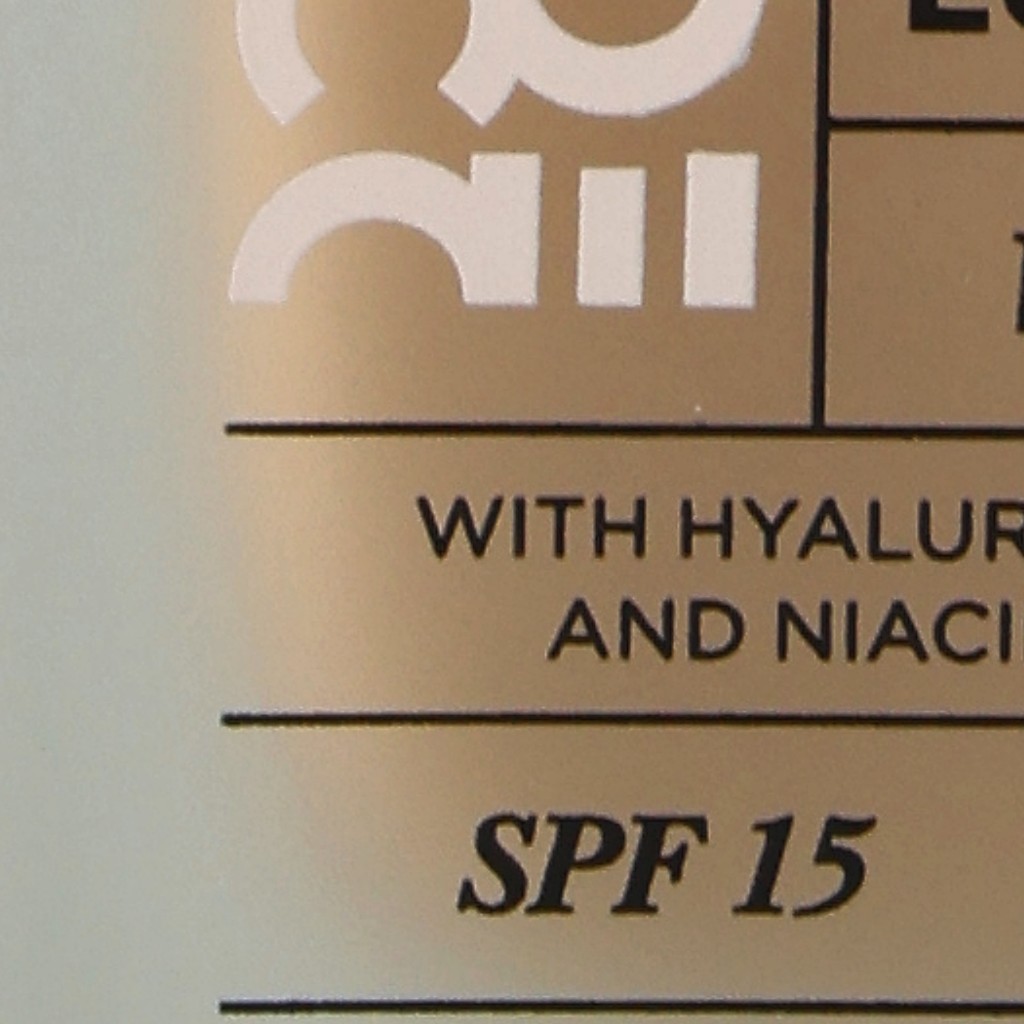 WITH HYALUR
AND NIACI
SPF 15